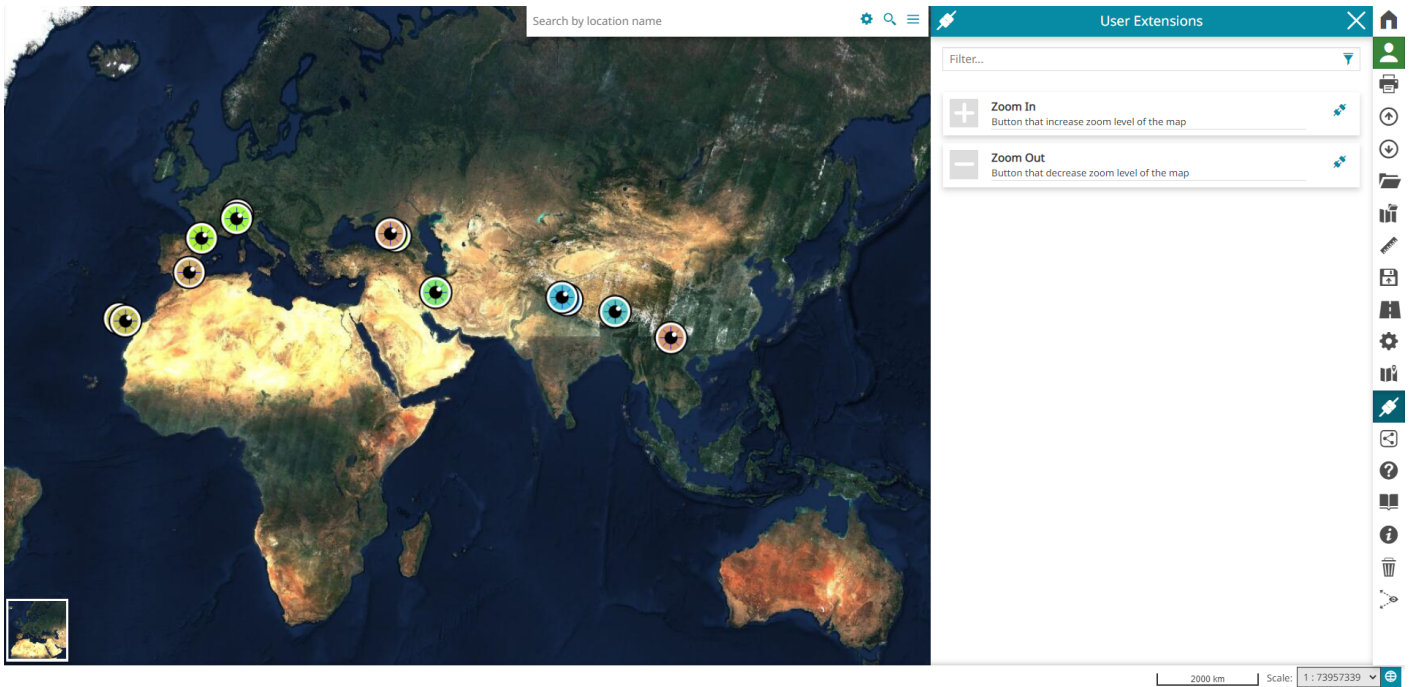 Search by location name
User Extensions
Filter...
Zoom In
Button that increase zoom level of the map
Zoom Out
Button that decrease zoom level of the map
2000 km
Scale:
1 : 73957339